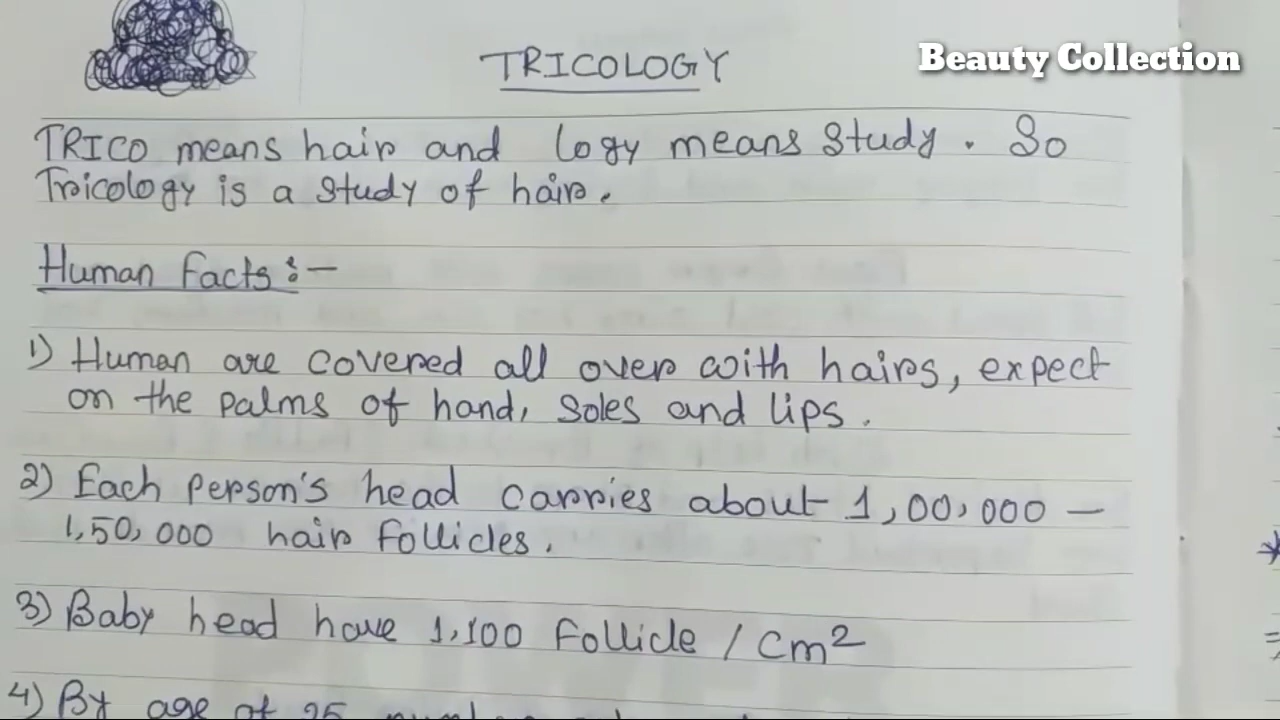 TRICOLOGY
Beauty Collection
TRICO means hair and logy means study. So
Tricology is a study of hair.
Human Facts :-
1) Human are covered all over with hairs, expect
on the palms of hand, soles and lips.
2) Each person's head carries about 1,00,000 -
1,50,000 hair follicles.
3) Baby head have 1,100 follicle / cm²
4) By age of 25 number